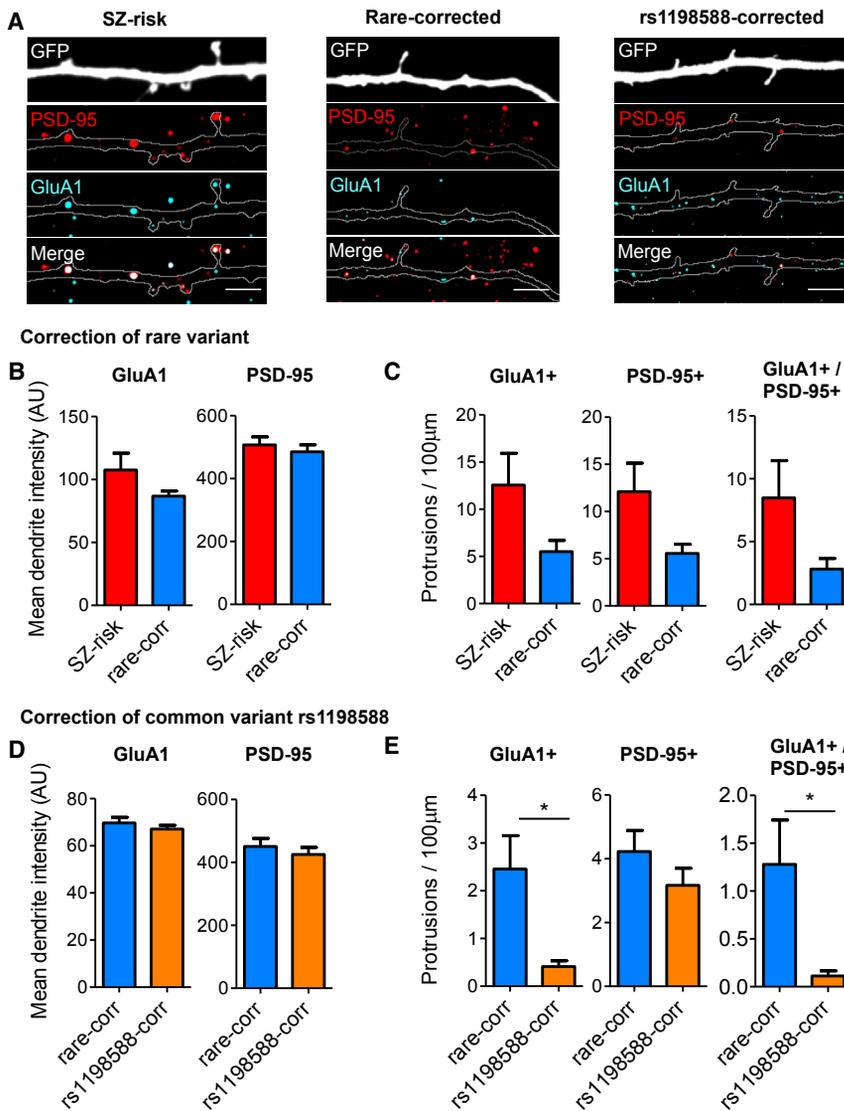 A
SZ-risk
Rare-corrected
rs1198588-corrected
GFP
GFP
GFP
PSD-95
PSD-95
PSD-95
GluA1
GluA1
GluA1
Merge
Merge
Merge
Correction of rare variant
B
GluA1
PSD-95
Mean dendrite intensity (AU)
150
100
50
0
600
400
200
0
SZ-risk
rare-corr
SZ-risk
rare-corr
C
GluA1+
PSD-95+
GluA1+ /
PSD-95+
Protrusions / 100µm
20
15
10
5
0
20
15
10
5
0
15
10
5
0
SZ-risk
rare-corr
SZ-risk
rare-corr
SZ-risk
rare-corr
Correction of common variant rs1198588
D
GluA1
PSD-95
Mean dendrite intensity (AU)
80
60
40
20
0
600
400
200
0
rare-corr
rs1198588-corr
rare-corr
rs1198588-corr
E
GluA1+
PSD-95+
GluA1+ /
PSD-95+
Protrusions / 100µm
4
3
2
1
0
*
6
4
2
0
2.0
1.5
1.0
0.5
0.0
*
rare-corr
rs1198588-corr
rare-corr
rs1198588-corr
rare-corr
rs1198588-corr